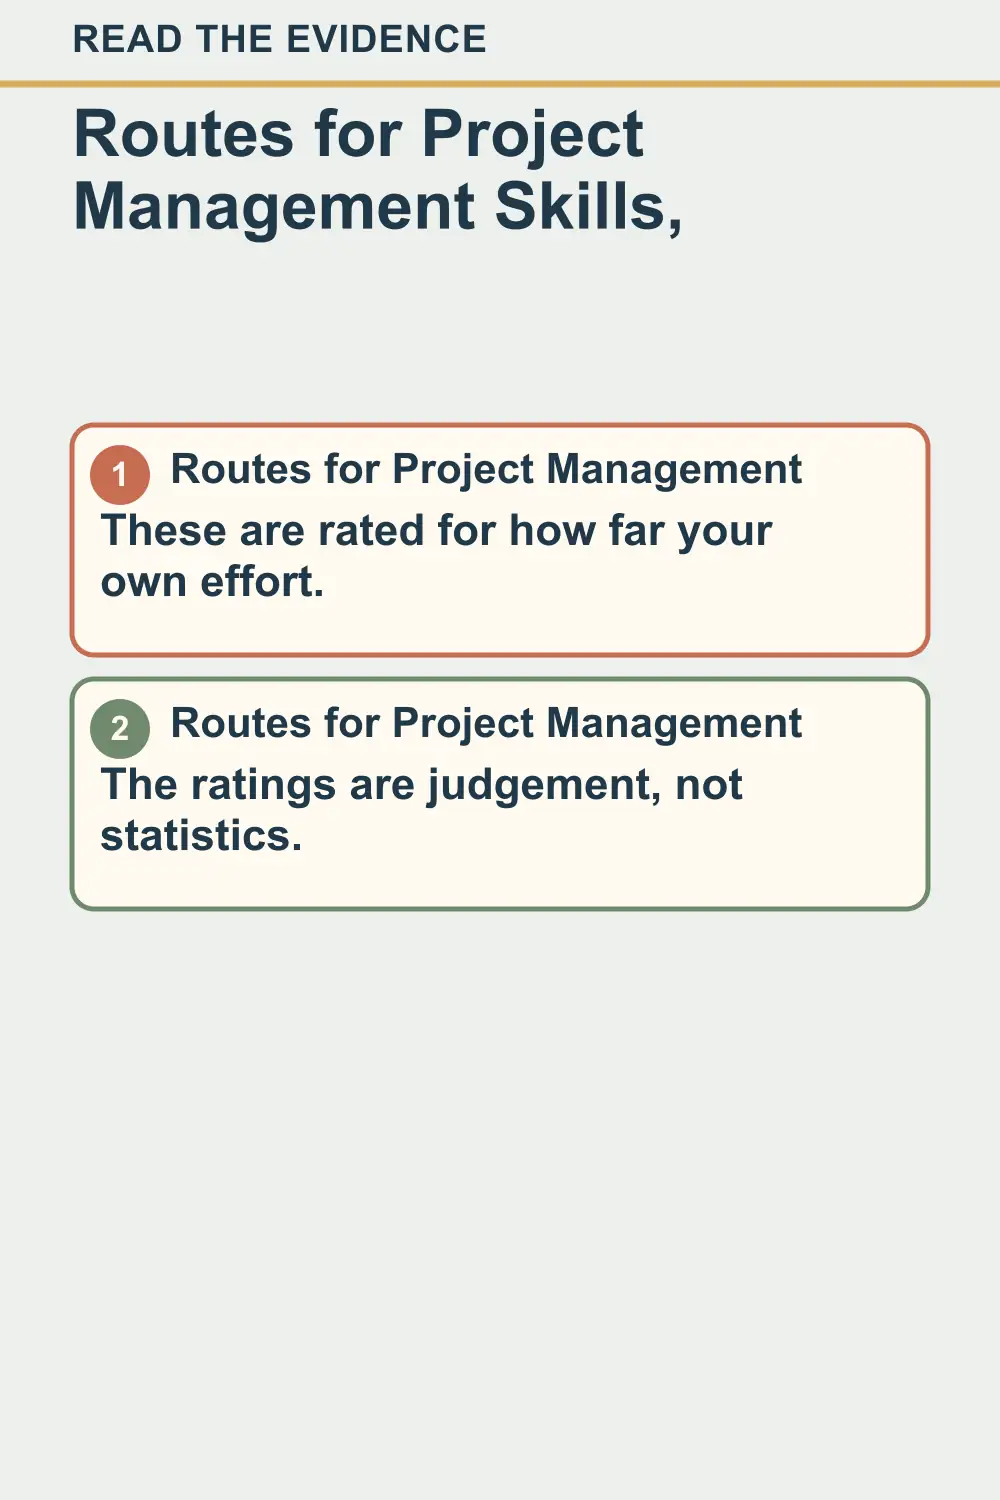 READ THE EVIDENCE
Routes for Project
Management Skills,
1 Routes for Project Management
These are rated for how far your
own effort.
2 Routes for Project Management
The ratings are judgement, not
statistics.